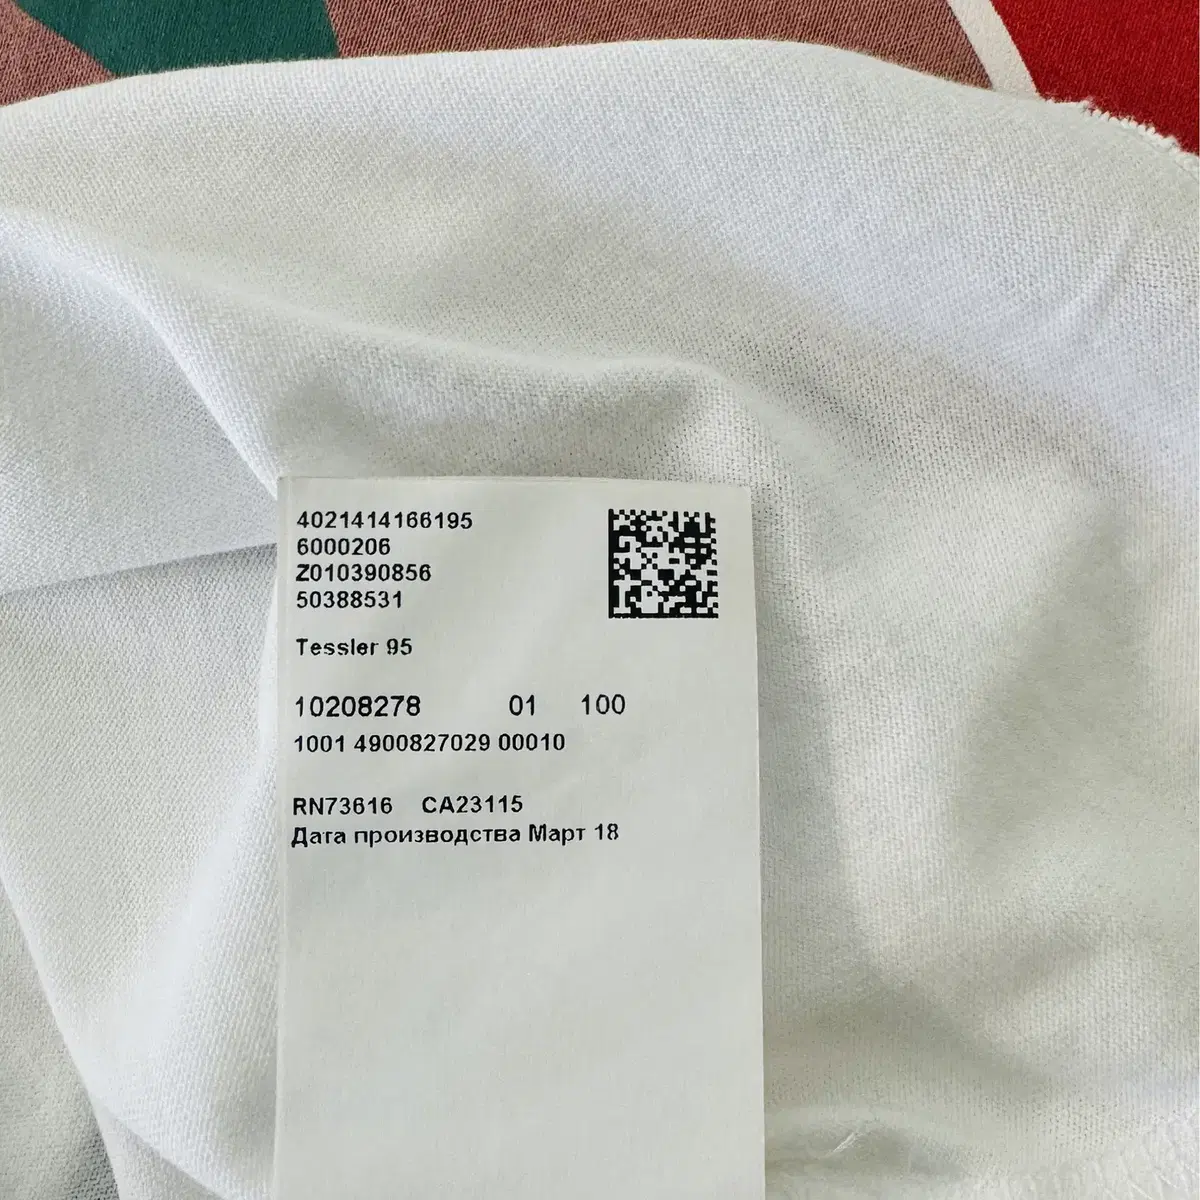 4021414166195
6000206
Z010390856
50388531
Tessler 95
10208278 01 100
1001 4900827029 00010
RN73616 CA23115
Дата производства Март 18